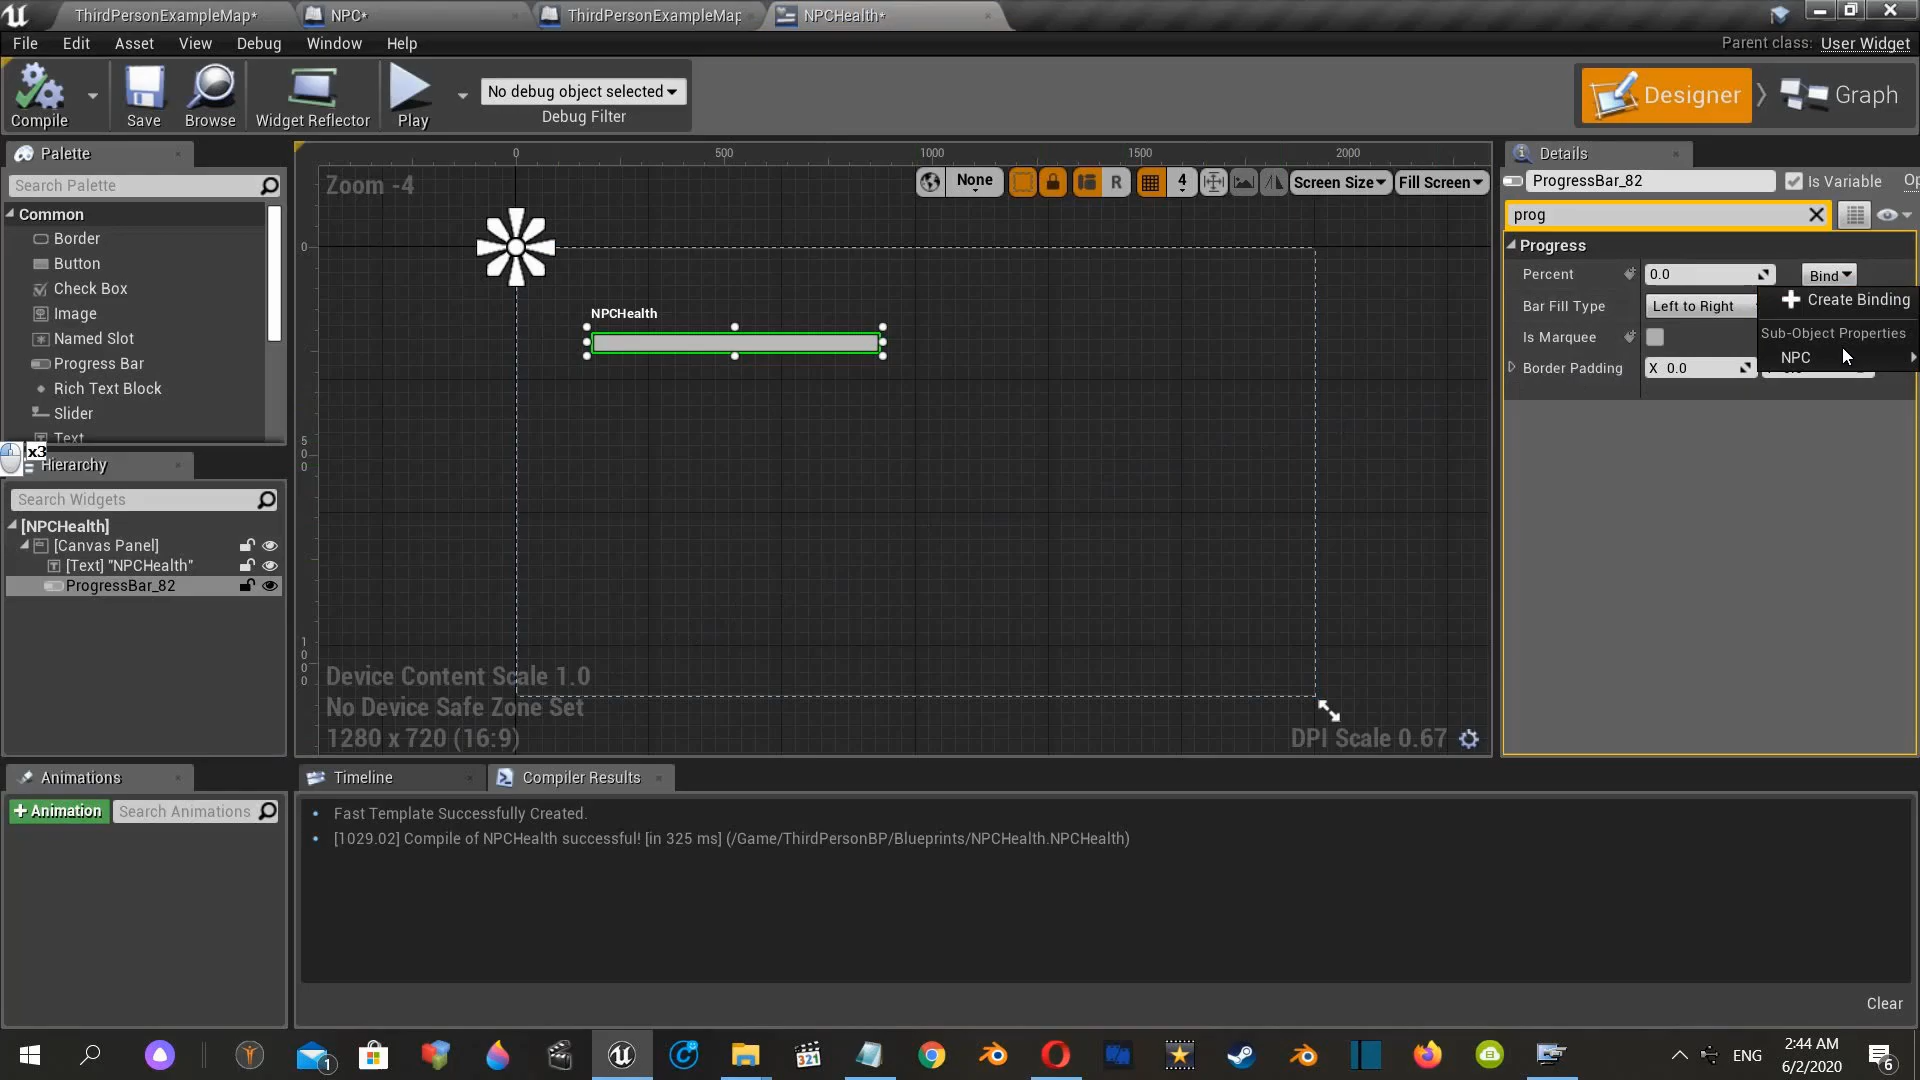 ThirdPersonExampleMap*
NPC*
ThirdPersonExampleMap
NPCHealth*
File Edit Asset View Debug Window Help
Parent class: User Widget
Compile
Save
Browse
Widget Reflector
Play
No debug object selected
Debug Filter
Designer
Graph
Palette
Search Palette
Common
Border
Button
Check Box
Image
Named Slot
Progress Bar
Rich Text Block
Slider
Text
x3
Hierarchy
Search Widgets
[NPCHealth]
[Canvas Panel]
[Text] "NPCHealth"
ProgressBar_82
Animations
+ Animation
Search Animations
0 500 1000 1500 2000
Zoom -4
None
R
4
Screen Size
Fill Screen
0
500
1000
NPCHealth
Device Content Scale 1.0
No Device Safe Zone Set
1280 x 720 (16:9)
DPI Scale 0.67
Details
ProgressBar_82
Is Variable
prog
Progress
Percent 0.0 Bind
Bar Fill Type Left to Right
Is Marquee
Border Padding X 0.0
Create Binding
Sub-Object Properties
NPC
Timeline
Compiler Results
Fast Template Successfully Created.
[1029.02] Compile of NPCHealth successful! [in 325 ms] (/Game/ThirdPersonBP/Blueprints/NPCHealth.NPCHealth)
Clear
1
321
ENG
2:44 AM
6/2/2020
6